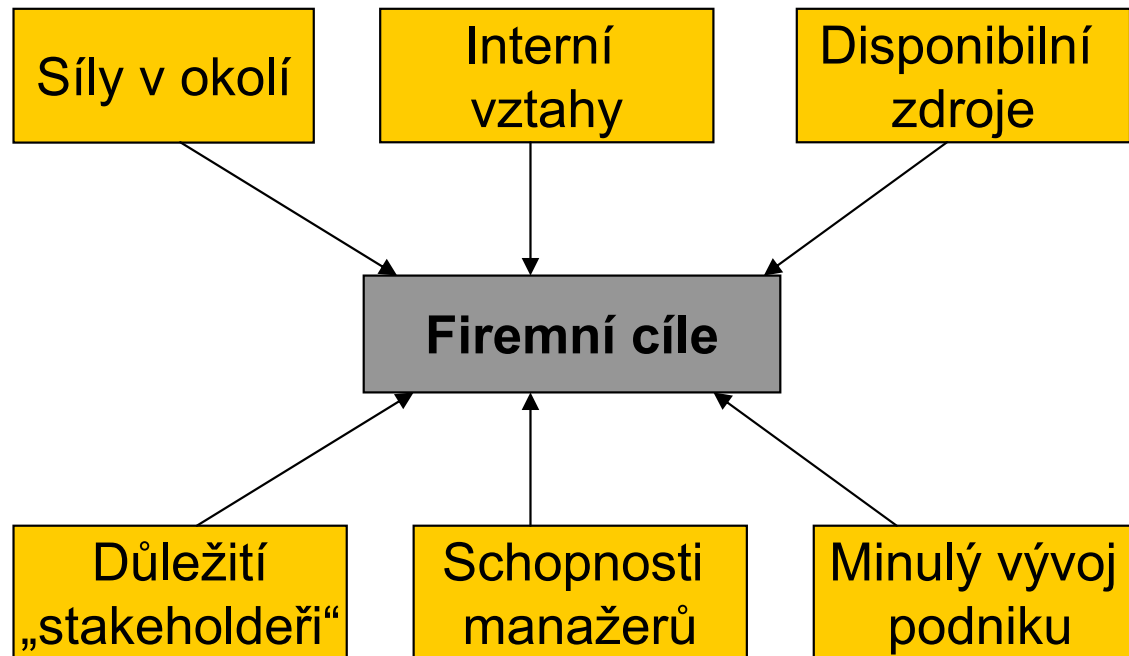 Síly v okolí
Interní
vztahy
Disponibilní
zdroje
Firemní cíle
Důležití
„stakeholdeři“
Schopnosti
manažerů
Minulý vývoj
podniku